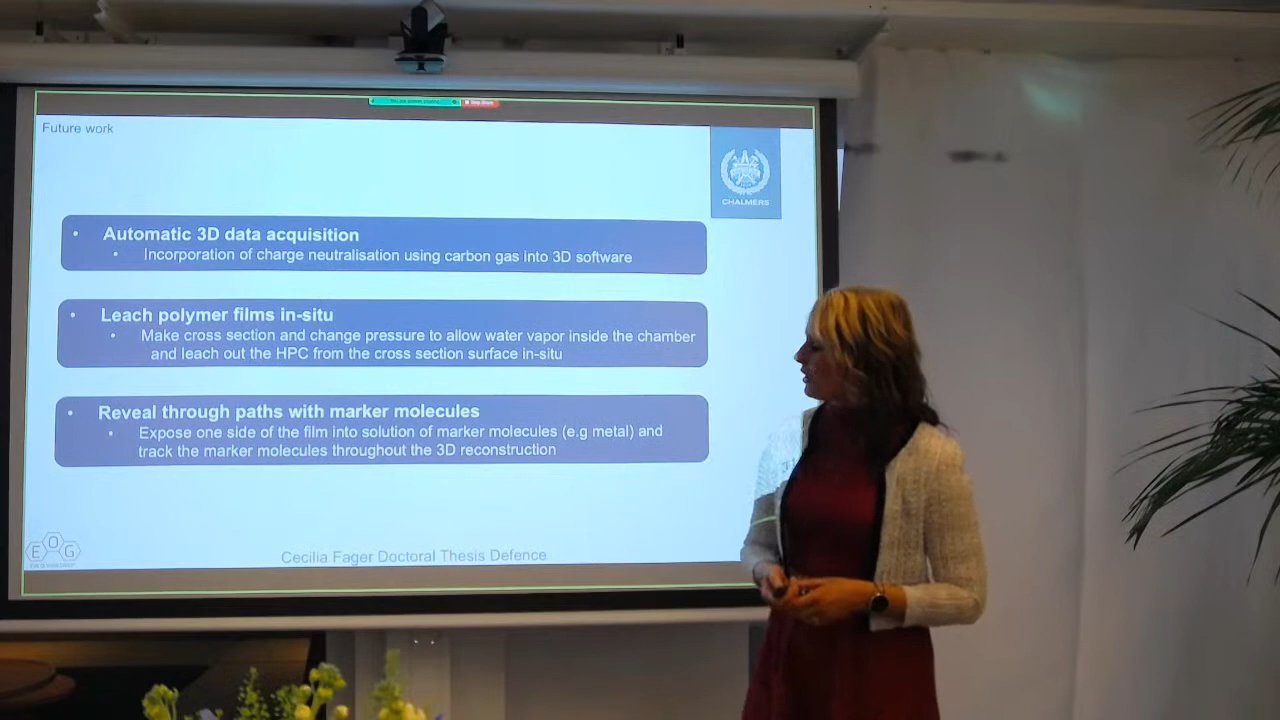 Future work
CHALMERS
• Automatic 3D data acquisition
• Incorporation of charge neutralisation using carbon gas into 3D software
• Leach polymer films in-situ
• Make cross section and change pressure to allow water vapor inside the chamber
and leach out the HPC from the cross section surface in-situ
• Reveal through paths with marker molecules
• Expose one side of the film into solution of marker molecules (e.g metal) and
track the marker molecules throughout the 3D reconstruction
EOG
Cecilia Fager Doctoral Thesis Defence